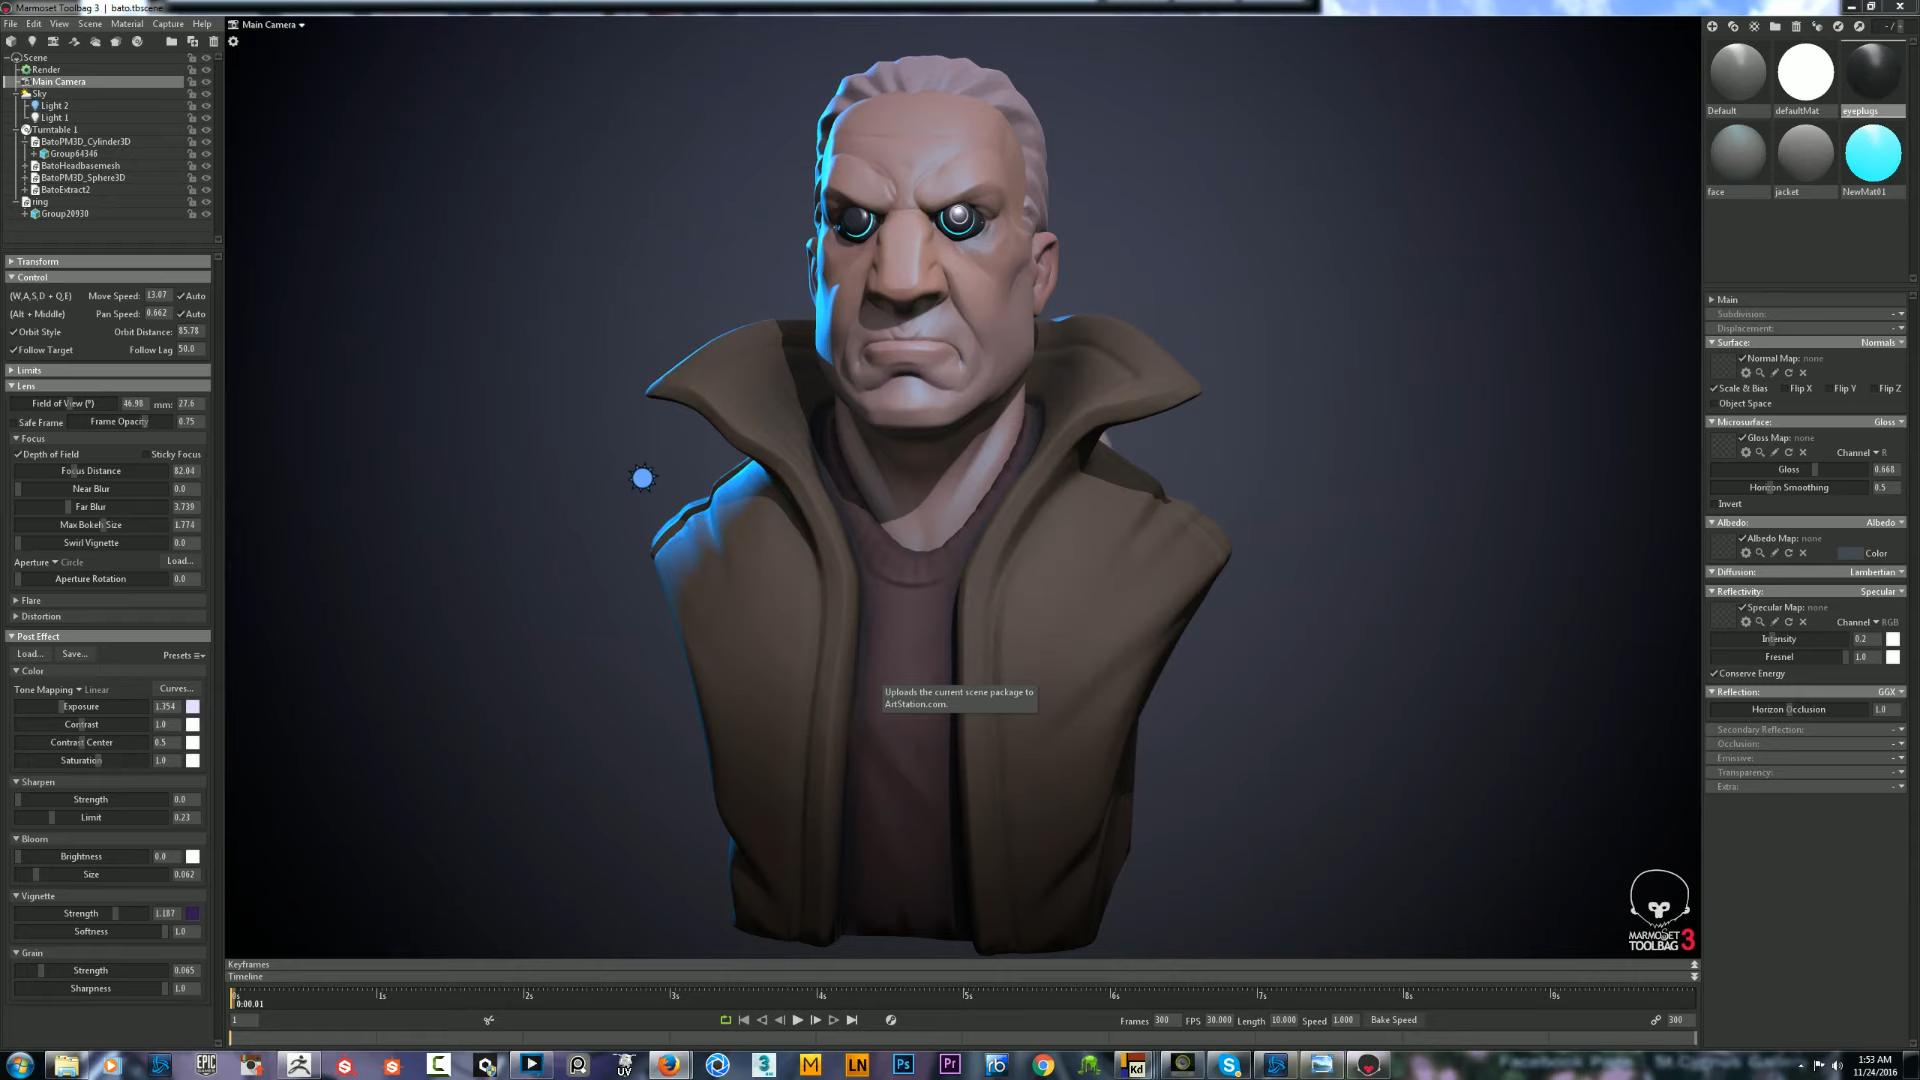 Marmoset Toolbag 3 | bato.tbscene
File Edit View Scene Material Capture Help
Main Camera
Scene
Render
Main Camera
Sky
Light 2
Light 1
Turntable 1
BatoPM3D_Cylinder3D
Group64346
BatoHeadbasemesh
BatoPM3D_Sphere3D
BatoExtract2
ring
Group20930
Transform
Control
(W,A,S,D + Q,E) Move Speed: 13.07 Auto
(Alt + Middle) Pan Speed: 0.662 Auto
Orbit Style Orbit Distance: 85.78
Follow Target Follow Lag 50.0
Limits
Lens
Field of View (°) 46.98 mm: 27.6
Safe Frame Frame Opacity 0.75
Focus
Depth of Field Sticky Focus
Focus Distance 82.04
Near Blur 0.0
Far Blur 3.739
Max Bokeh Size 1.774
Swirl Vignette 0.0
Aperture Circle Load...
Aperture Rotation 0.0
Flare
Distortion
Post Effect
Load... Save... Presets
Color
Tone Mapping Linear Curves...
Exposure 1.354
Contrast 1.0
Contrast Center 0.5
Saturation 1.0
Sharpen
Strength 0.0
Limit 0.23
Bloom
Brightness 0.0
Size 0.062
Vignette
Strength 1.187
Softness 1.0
Grain
Strength 0.065
Sharpness 1.0
Uploads the current scene package to
ArtStation.com.
MARMOSET
TOOLBAG 3
Keyframes
Timeline
0s 1s 2s 3s 4s 5s 6s 7s 8s 9s
0:00.01
1
Frames 300 FPS 30.000 Length 10.000 Speed 1.000 Bake Speed 300
Default defaultMat eyeplugs
face jacket NewMat01
Main
Subdivision:
Displacement:
Surface: Normals
Normal Map: none
Scale & Bias Flip X Flip Y Flip Z
Object Space
Microsurface: Gloss
Gloss Map: none
Channel R
Gloss 0.668
Horizon Smoothing 0.5
Invert
Albedo: Albedo
Albedo Map: none
Color
Diffusion: Lambertian
Reflectivity: Specular
Specular Map: none
Channel RGB
Intensity 0.2
Fresnel 1.0
Conserve Energy
Reflection: GGX
Horizon Occlusion 1.0
Secondary Reflection:
Occlusion:
Emissive:
Transparency:
Extra:
EPIC
UV
3
M
LN
Ps
Pr
rb
Kd
1:53 AM
11/24/2016